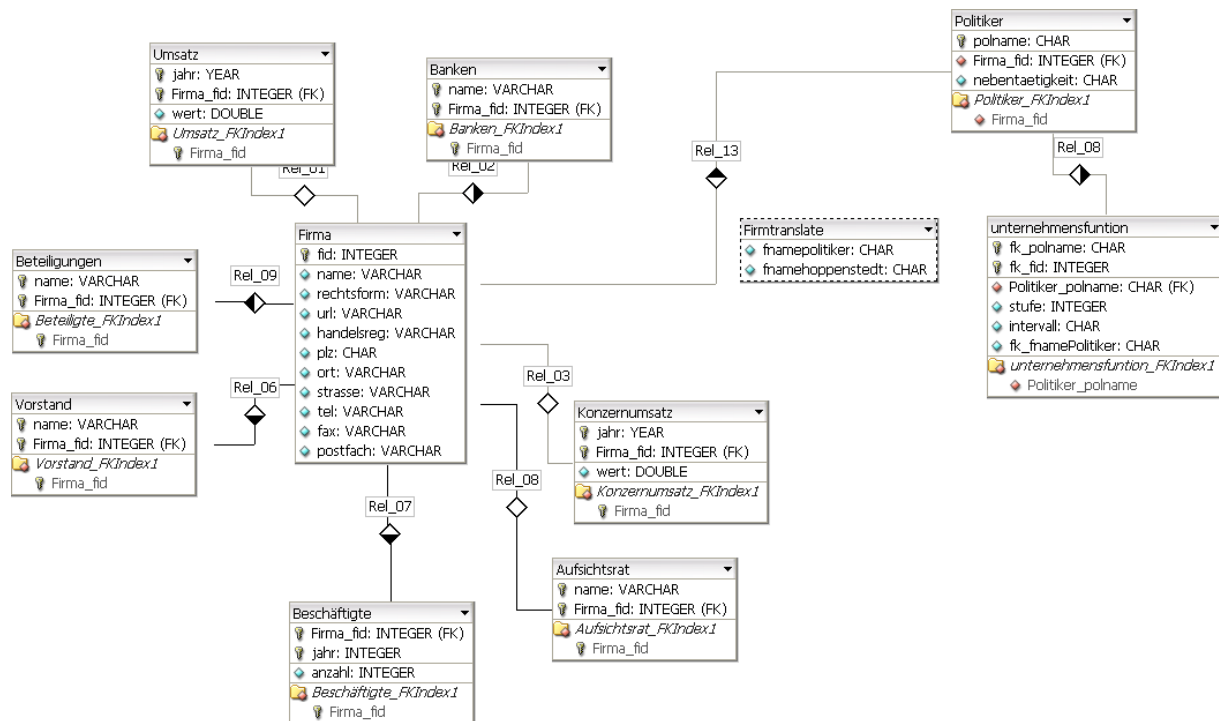 Umsatz
jahr: YEAR
Firma_fid: INTEGER (FK)
wert: DOUBLE
Umsatz_FKIndex1
Firma_fid
Banken
name: VARCHAR
Firma_fid: INTEGER (FK)
Banken_FKIndex1
Firma_fid
Politiker
polname: CHAR
Firma_fid: INTEGER (FK)
nebentaetigkeit: CHAR
Politiker_FKIndex1
Firma_fid
Rel_01
Rel_02
Rel_13
Rel_08
Firma
fid: INTEGER
name: VARCHAR
rechtsform: VARCHAR
url: VARCHAR
handelsreg: VARCHAR
plz: CHAR
ort: VARCHAR
strasse: VARCHAR
tel: VARCHAR
fax: VARCHAR
postfach: VARCHAR
Firmtranslate
fnamepolitiker: CHAR
fnamehoppenstedt: CHAR
unternehmensfuntion
fk_polname: CHAR
fk_fid: INTEGER
Politiker_polname: CHAR (FK)
stufe: INTEGER
intervall: CHAR
fk_fnamePolitiker: CHAR
unternehmensfuntion_FKIndex1
Politiker_polname
Beteiligungen
name: VARCHAR
Firma_fid: INTEGER (FK)
Beteiligte_FKIndex1
Firma_fid
Rel_09
Rel_06
Rel_03
Vorstand
name: VARCHAR
Firma_fid: INTEGER (FK)
Vorstand_FKIndex1
Firma_fid
Konzernumsatz
jahr: YEAR
Firma_fid: INTEGER (FK)
wert: DOUBLE
Konzernumsatz_FKIndex1
Firma_fid
Rel_07
Rel_08
Aufsichtsrat
name: VARCHAR
Firma_fid: INTEGER (FK)
Aufsichtsrat_FKIndex1
Firma_fid
Beschäftigte
Firma_fid: INTEGER (FK)
jahr: INTEGER
anzahl: INTEGER
Beschäftigte_FKIndex1
Firma_fid